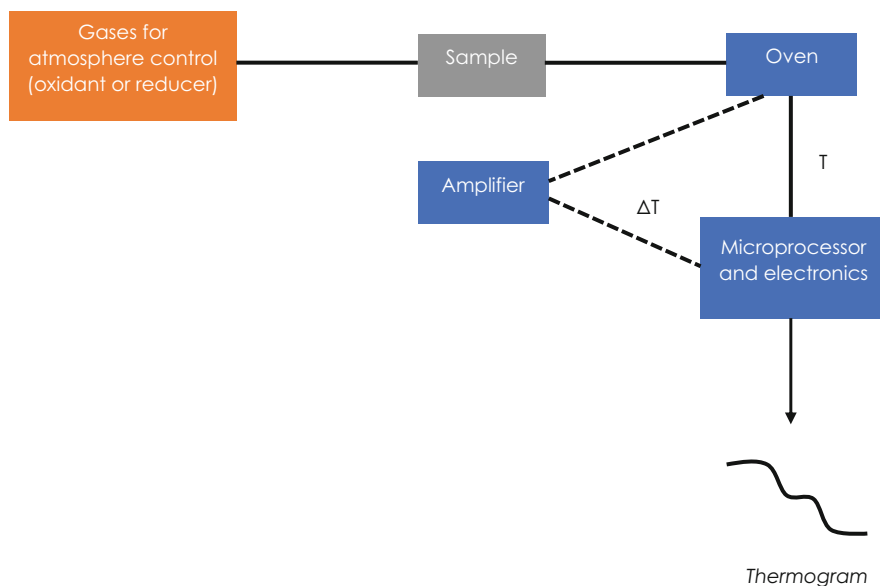 Gases for
atmosphere control
(oxidant or reducer)
Sample
Oven
Amplifier
T
ΔT
Microprocessor
and electronics
Thermogram